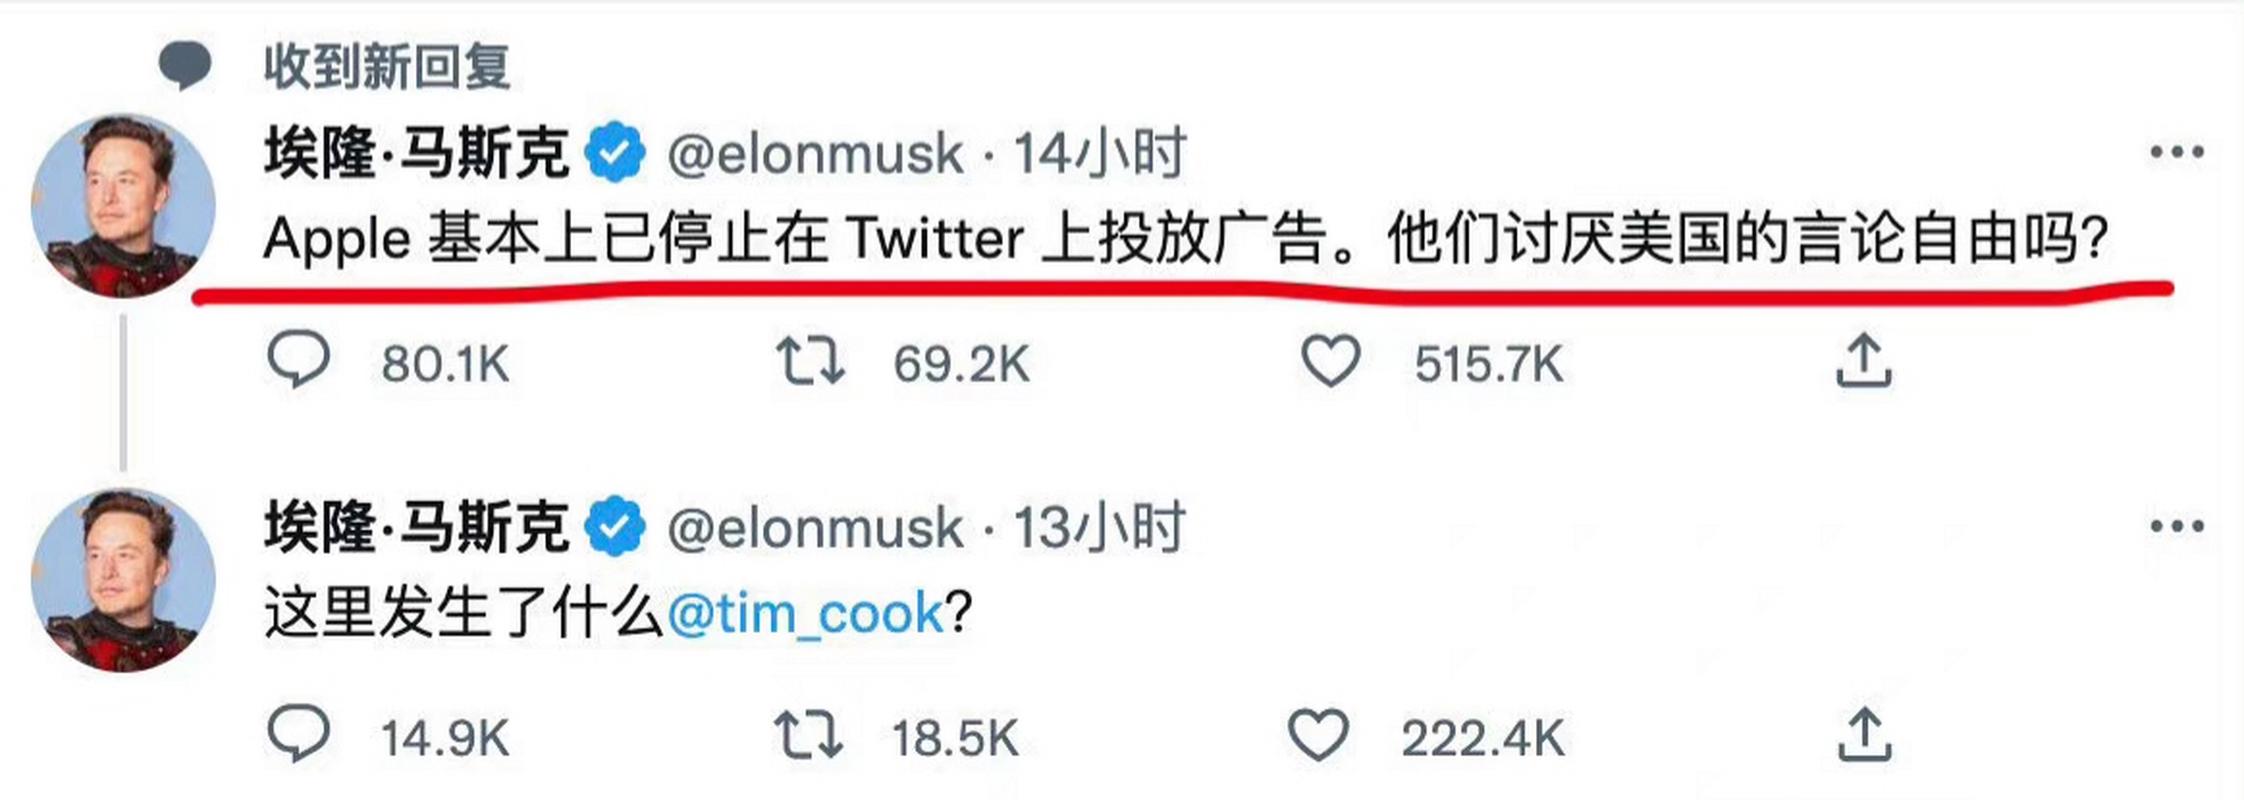 收到新回复
埃隆·马斯克 @elonmusk · 14小时
Apple 基本上已停止在 Twitter 上投放广告。他们讨厌美国的言论自由吗?
80.1K 69.2K 515.7K
埃隆·马斯克 @elonmusk · 13小时
这里发生了什么@tim_cook?
14.9K 18.5K 222.4K